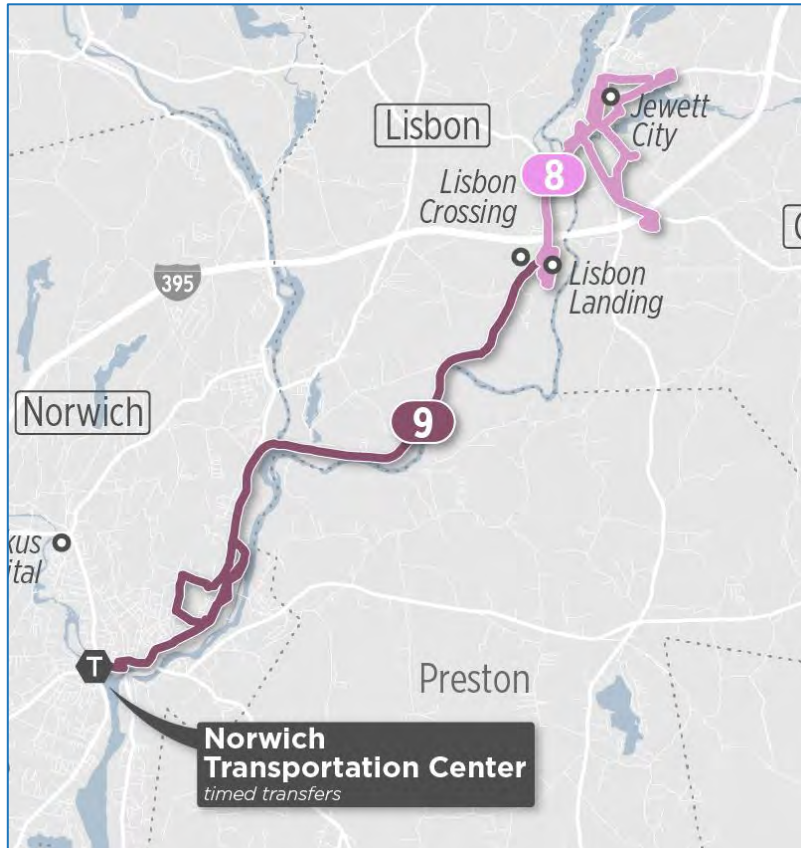 Lisbon
Jewett
City
8
Lisbon
Crossing
395
Lisbon
Landing
Norwich
9
T
Preston
Norwich
Transportation Center
timed transfers